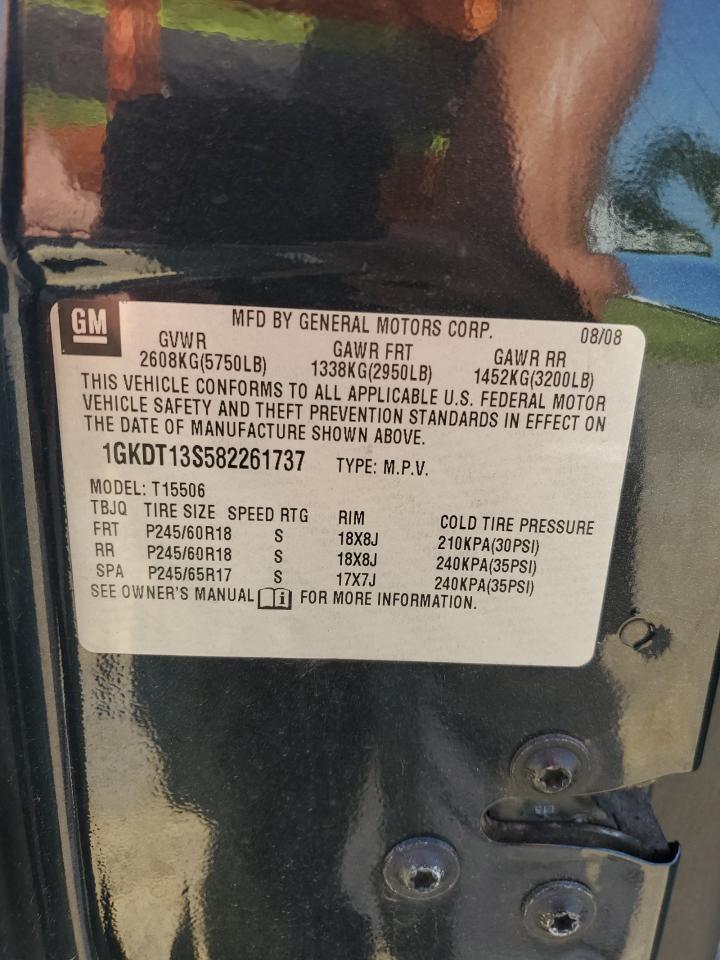 GM
MFD BY GENERAL MOTORS CORP. 08/08
GVWR GAWR FRT GAWR RR
2608KG(5750LB) 1338KG(2950LB) 1452KG(3200LB)
THIS VEHICLE CONFORMS TO ALL APPLICABLE U.S. FEDERAL MOTOR
VEHICLE SAFETY AND THEFT PREVENTION STANDARDS IN EFFECT ON
THE DATE OF MANUFACTURE SHOWN ABOVE.
1GKDT13S582261737 TYPE: M.P.V.
MODEL: T15506
TBJQ TIRE SIZE SPEED RTG RIM COLD TIRE PRESSURE
FRT P245/60R18 S 18X8J 210KPA(30PSI)
RR P245/60R18 S 18X8J 240KPA(35PSI)
SPA P245/65R17 S 17X7J 240KPA(35PSI)
SEE OWNER'S MANUAL i FOR MORE INFORMATION.